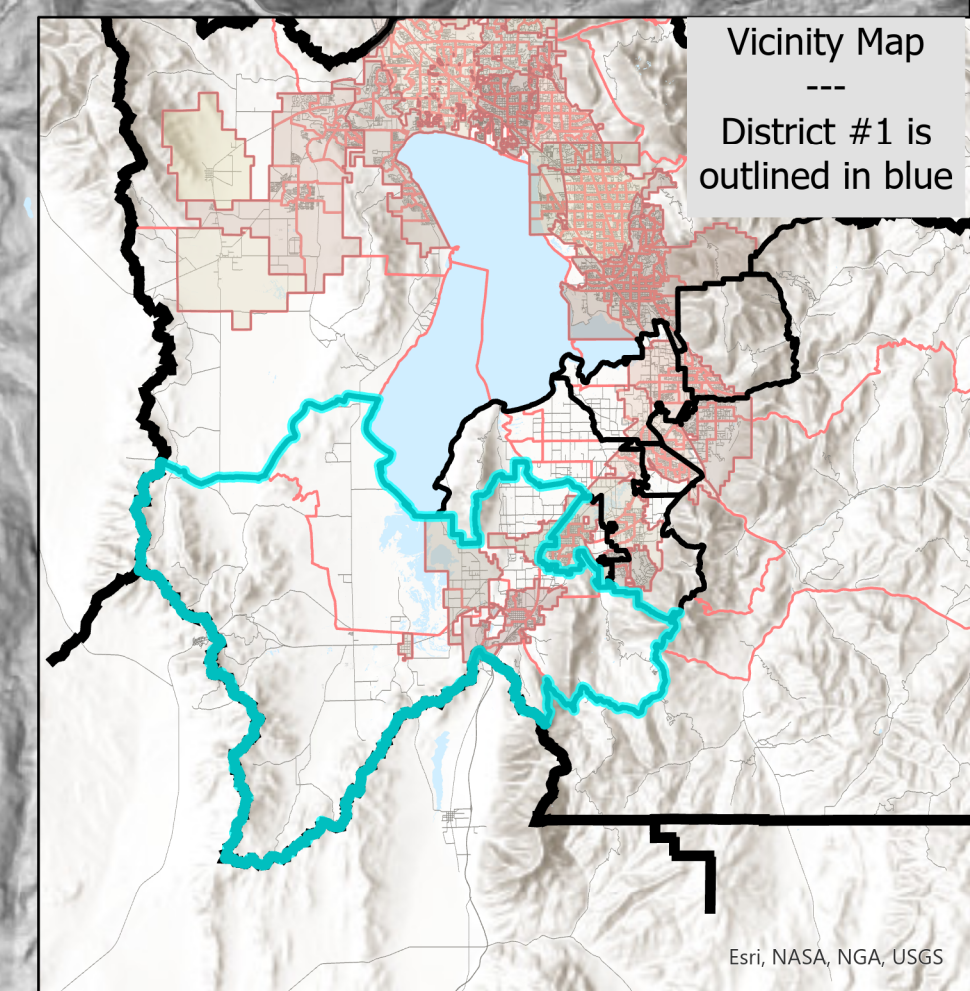 Vicinity Map
---
District #1 is
outlined in blue
Esri, NASA, NGA, USGS